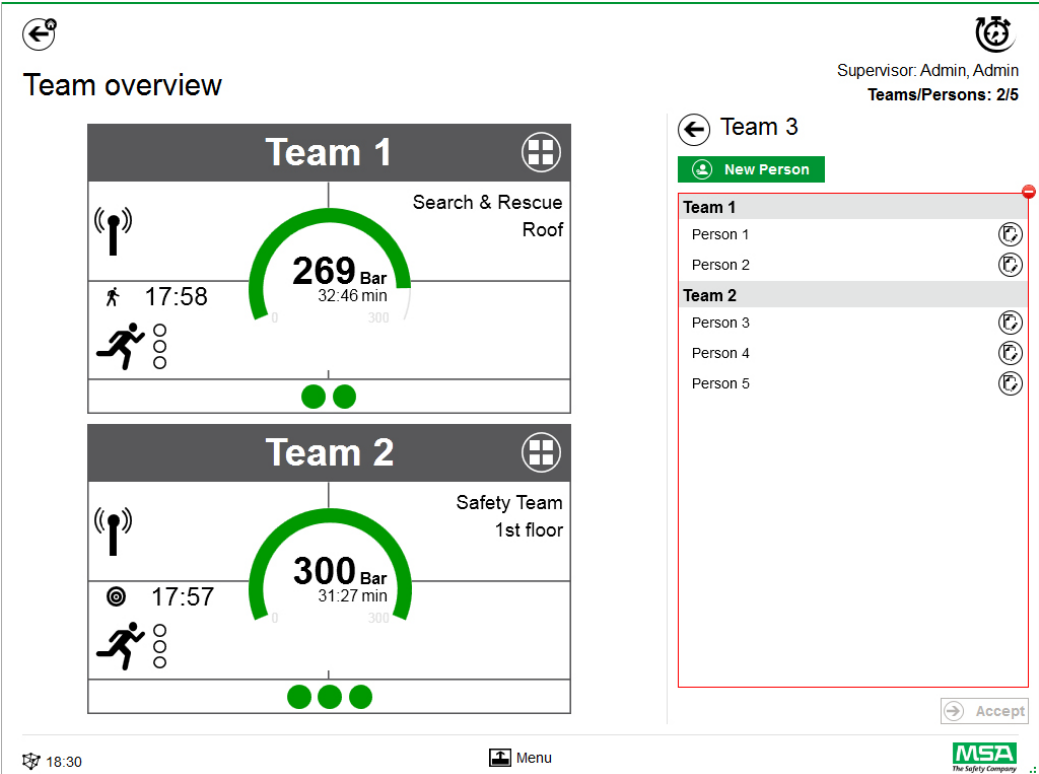 Team overview
Supervisor: Admin, Admin
Teams/Persons: 2/5
Team 1
Search & Rescue
Roof
269 Bar
32:46 min
0 300
17:58
Team 2
Safety Team
1st floor
300 Bar
31:27 min
0 300
17:57
Team 3
New Person
Team 1
Person 1
Person 2
Team 2
Person 3
Person 4
Person 5
Accept
18:30
Menu
MSA
The Safety Company